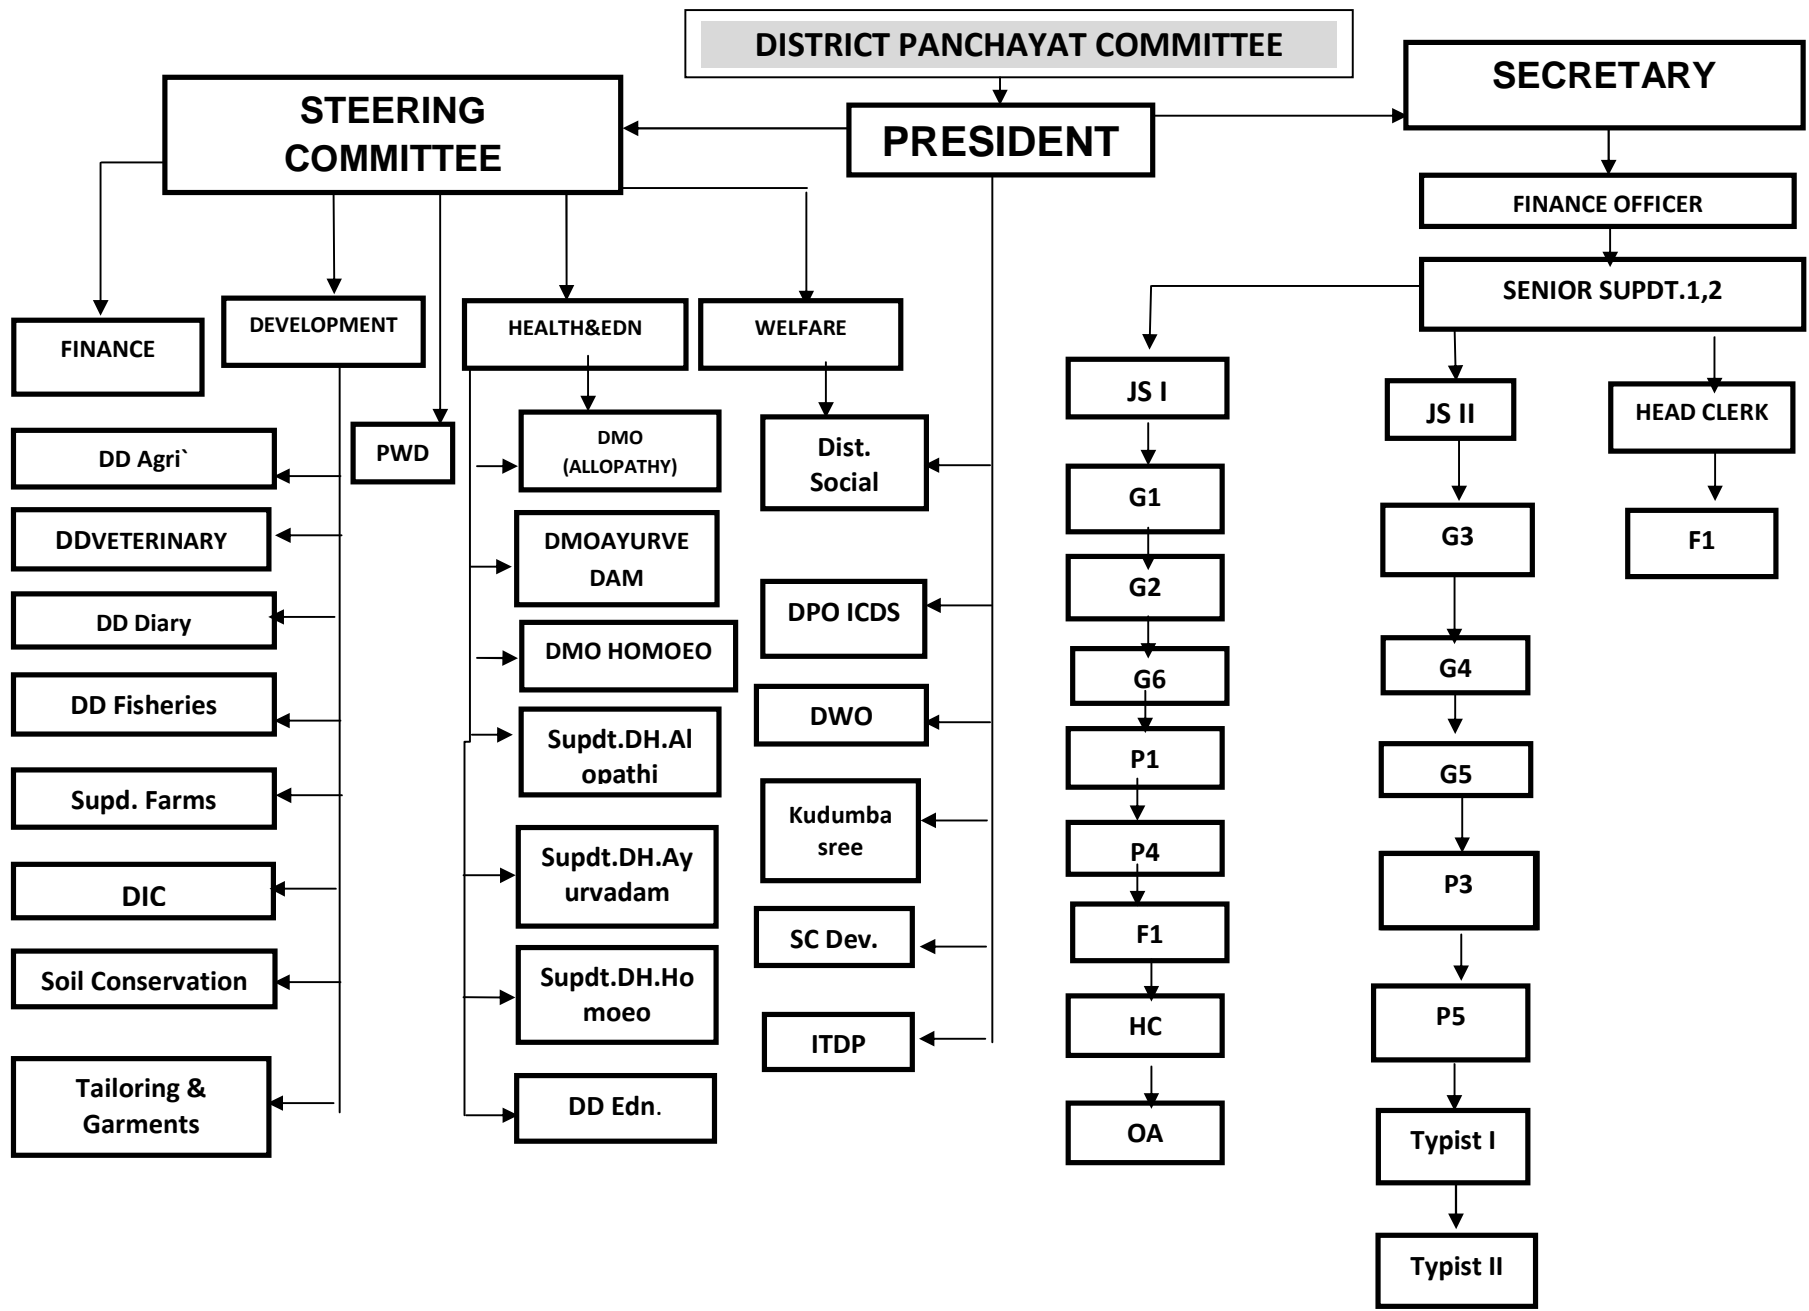 DISTRICT PANCHAYAT COMMITTEE
SECRETARY
STEERING
COMMITTEE
PRESIDENT
FINANCE OFFICER
SENIOR SUPDT.1,2
FINANCE
DEVELOPMENT
HEALTH&EDN
WELFARE
PWD
DD Agri`
DDVETERINARY
DD Diary
DD Fisheries
Supd. Farms
DIC
Soil Conservation
Tailoring &
Garments
DMO
(ALLOPATHY)
DMOAYURVE
DAM
DMO HOMOEO
Supdt.DH.Al
opathi
Supdt.DH.Ay
urvadam
Supdt.DH.Ho
moeo
DD Edn.
Dist.
Social
DPO ICDS
DWO
Kudumba
sree
SC Dev.
ITDP
JS I
G1
G2
G6
P1
P4
F1
HC
OA
JS II
G3
G4
G5
P3
P5
Typist I
Typist II
HEAD CLERK
F1